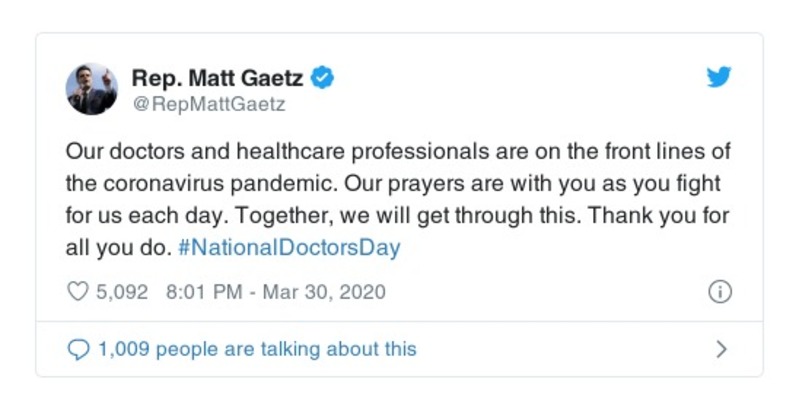 Rep. Matt Gaetz
@RepMattGaetz
Our doctors and healthcare professionals are on the front lines of
the coronavirus pandemic. Our prayers are with you as you fight
for us each day. Together, we will get through this. Thank you for
all you do. #NationalDoctorsDay
5,092 8:01 PM - Mar 30, 2020
1,009 people are talking about this